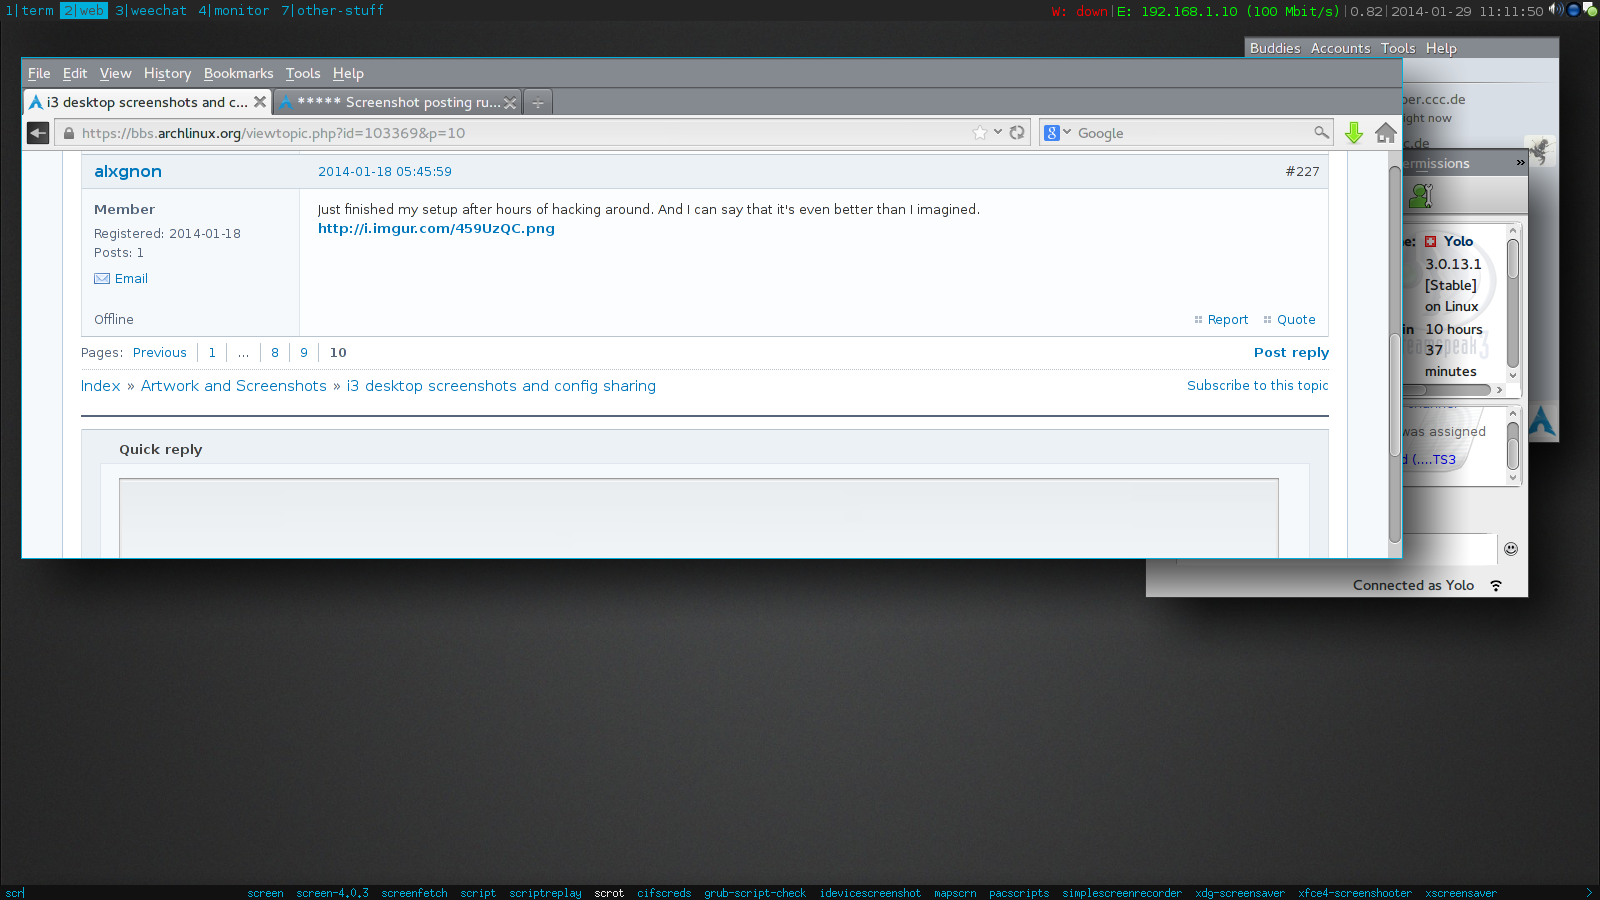 1|term 2|web 3|weechat 4|monitor 7|other-stuff
W: down|E: 192.168.1.10 (100 Mbit/s)|0.82|2014-01-29 11:11:50
Buddies Accounts Tools Help
File Edit View History Bookmarks Tools Help
i3 desktop screenshots and c...
***** Screenshot posting ru...
https://bbs.archlinux.org/viewtopic.php?id=103369&p=10
Google
alxgnon
2014-01-18 05:45:59
#227
Member
Registered: 2014-01-18
Posts: 1
Email
Offline
Just finished my setup after hours of hacking around. And I can say that it's even better than I imagined.
http://i.imgur.com/459UzQC.png
Report Quote
Pages: Previous 1 ... 8 9 10
Post reply
Index » Artwork and Screenshots » i3 desktop screenshots and config sharing
Subscribe to this topic
Quick reply
ber.ccc.de
ight now
c.de
ermissions »
e: Yolo
3.0.13.1
[Stable]
on Linux
in 10 hours
37
minutes
was assigned
d (....TS3
Connected as Yolo
scr
screen screen-4.0.3 screenfetch script scriptreplay scrot cifscreds grub-script-check idevicescreenshot mapscrn pacscripts simplescreenrecorder xdg-screensaver xfce4-screenshooter xscreensaver >